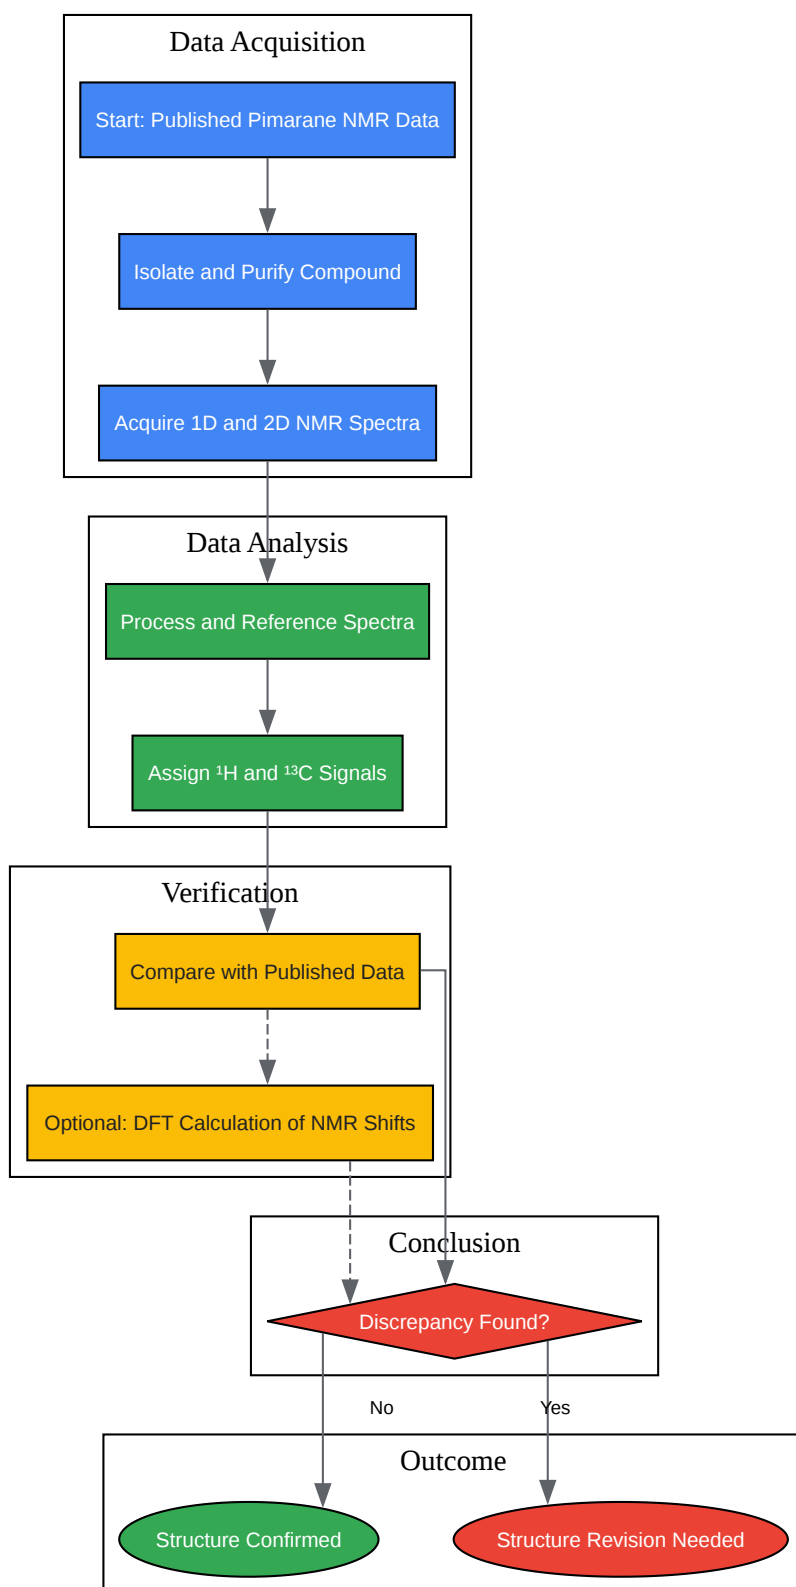 Data Acquisition
Start: Published Pimarane NMR Data
Isolate and Purify Compound
Acquire 1D and 2D NMR Spectra
Data Analysis
Process and Reference Spectra
Assign ¹H and ¹³C Signals
Verification
Compare with Published Data
Optional: DFT Calculation of NMR Shifts
Conclusion
Discrepancy Found?
No
Yes
Outcome
Structure Confirmed
Structure Revision Needed